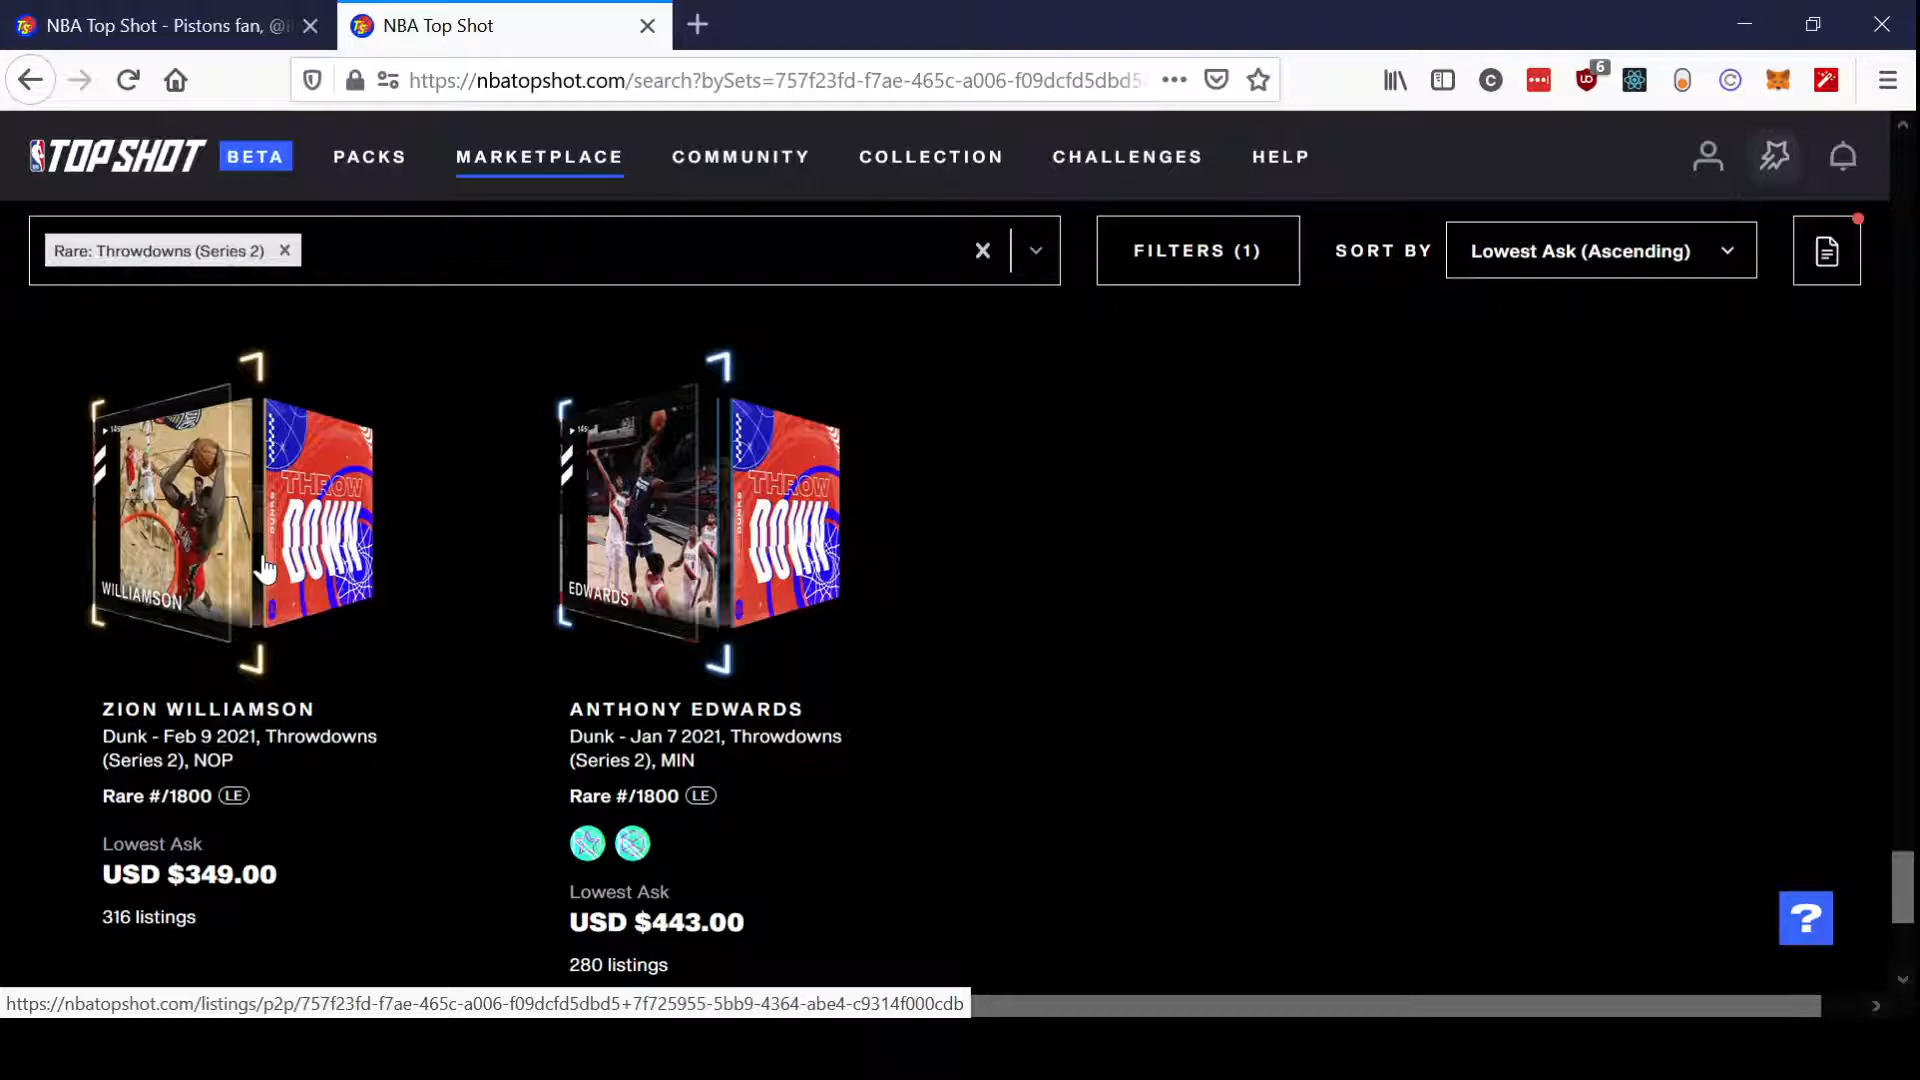 NBA Top Shot - Pistons fan, @
NBA Top Shot
https://nbatopshot.com/search?bySets=757f23fd-f7ae-465c-a006-f09dcfd5dbd5
6
TOP SHOT BETA PACKS MARKETPLACE COMMUNITY COLLECTION CHALLENGES HELP
Rare: Throwdowns (Series 2)
FILTERS (1) SORT BY Lowest Ask (Ascending)
WILLIAMSON
THROW
DOWN
DUNKS
EDWARDS
THROW
DOWN
DUNKS
ZION WILLIAMSON
Dunk - Feb 9 2021, Throwdowns
(Series 2), NOP
Rare #/1800 LE
Lowest Ask
USD $349.00
316 listings
ANTHONY EDWARDS
Dunk - Jan 7 2021, Throwdowns
(Series 2), MIN
Rare #/1800 LE
Lowest Ask
USD $443.00
280 listings
?
https://nbatopshot.com/listings/p2p/757f23fd-f7ae-465c-a006-f09dcfd5dbd5+7f725955-5bb9-4364-abe4-c9314f000cdb